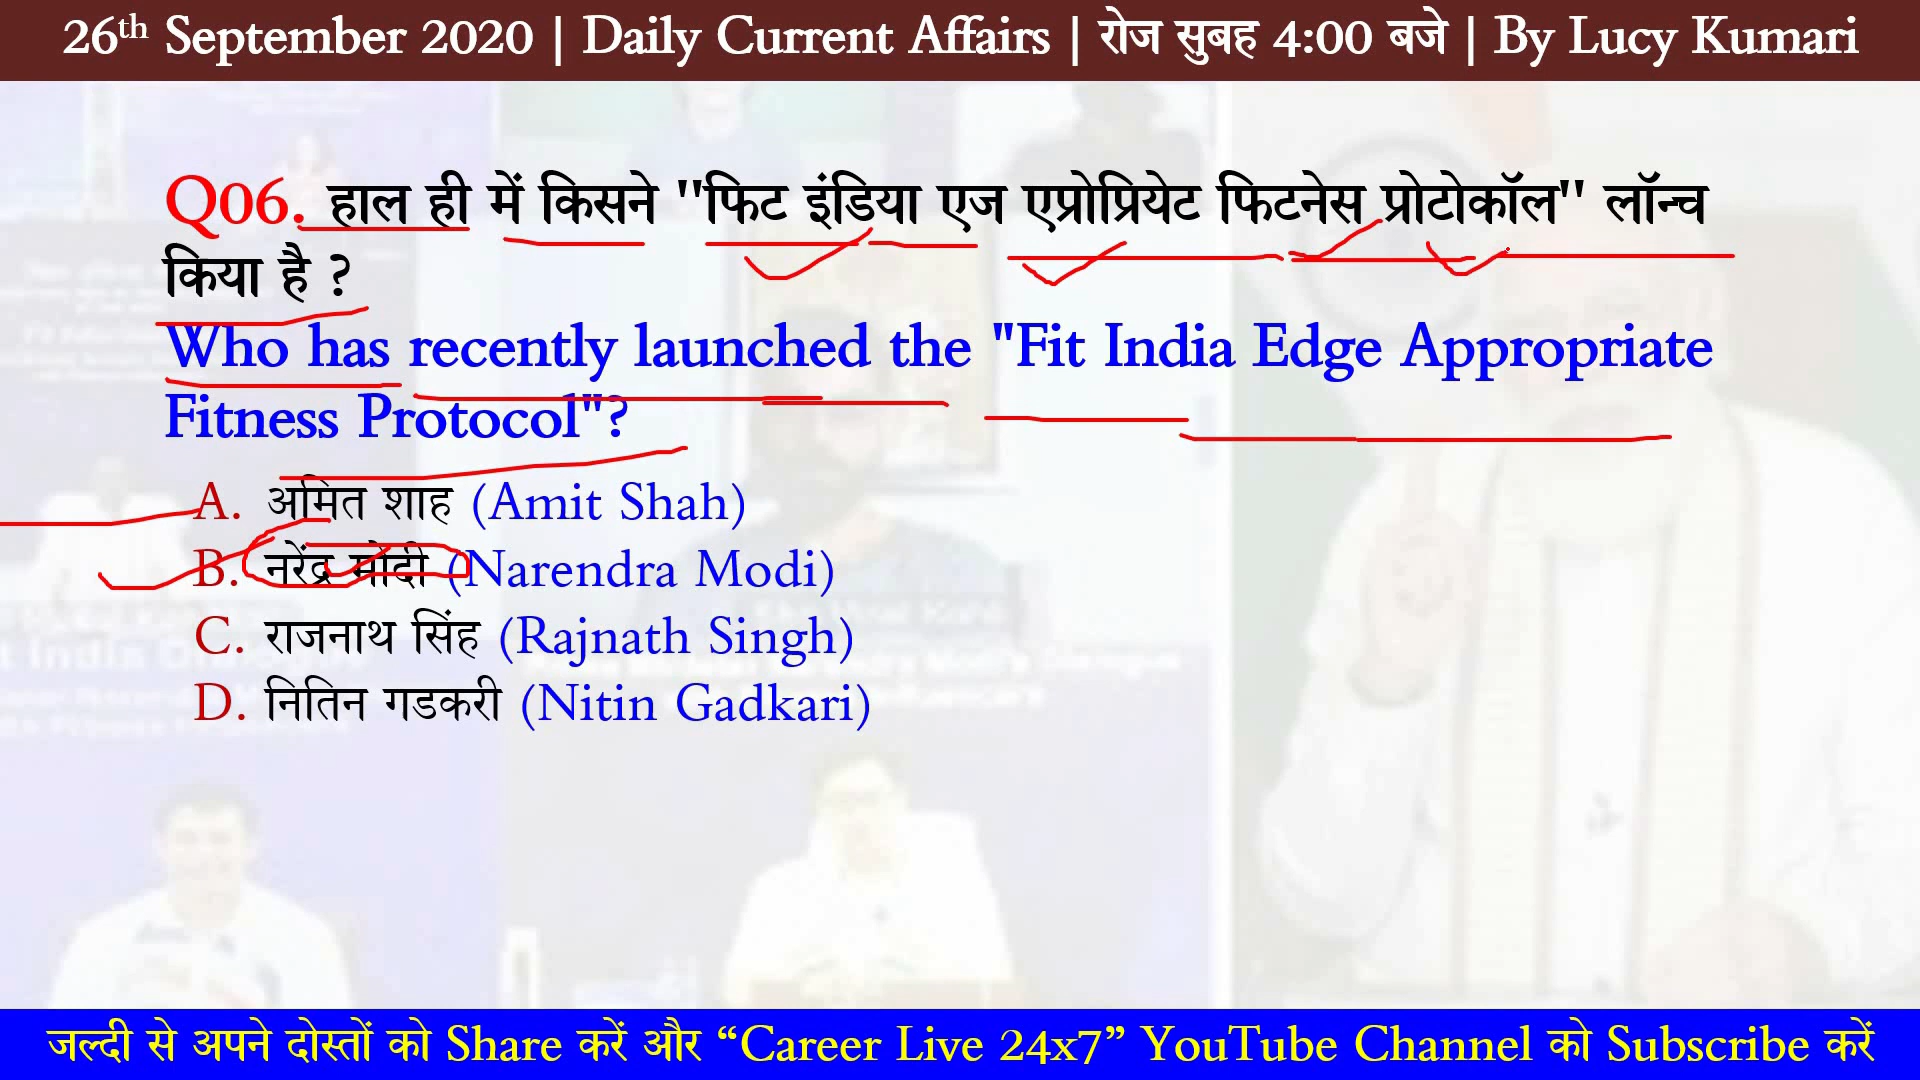 26th September 2020 | Daily Current Affairs | रोज सुबह 4:00 बजे | By Lucy Kumari
Q06. हाल ही में किसने "फिट इंडिया एज एप्रोप्रियेट फिटनेस प्रोटोकॉल" लॉन्च
किया है ?
Who has recently launched the "Fit India Edge Appropriate
Fitness Protocol"?
A. अमित शाह (Amit Shah)
B. नरेंद्र मोदी (Narendra Modi)
C. राजनाथ सिंह (Rajnath Singh)
D. नितिन गडकरी (Nitin Gadkari)
जल्दी से अपने दोस्तों को Share करें और “Career Live 24x7” YouTube Channel को Subscribe करें